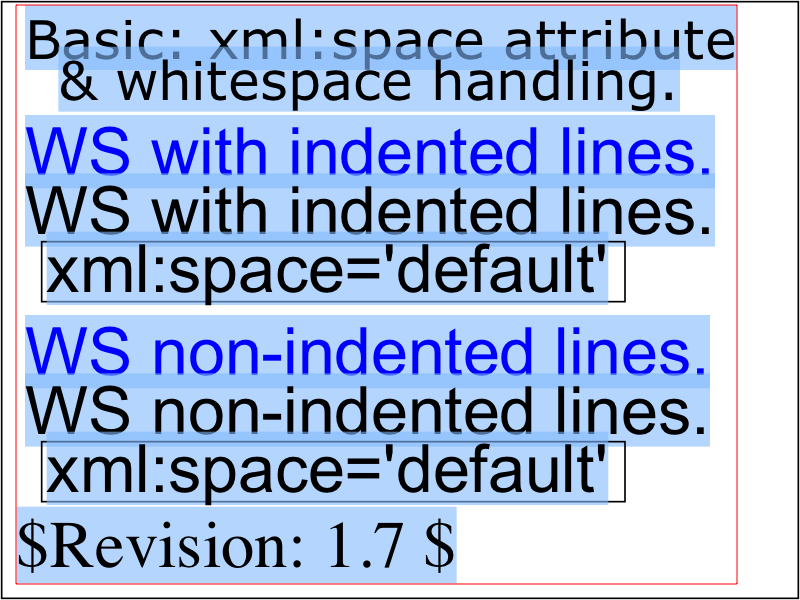 Basic: xml:space attribute
& whitespace handling.
WS with indented lines.
WS with indented lines.
xml:space='default'
WS non-indented lines.
WS non-indented lines.
xml:space='default'
$Revision: 1.7 $